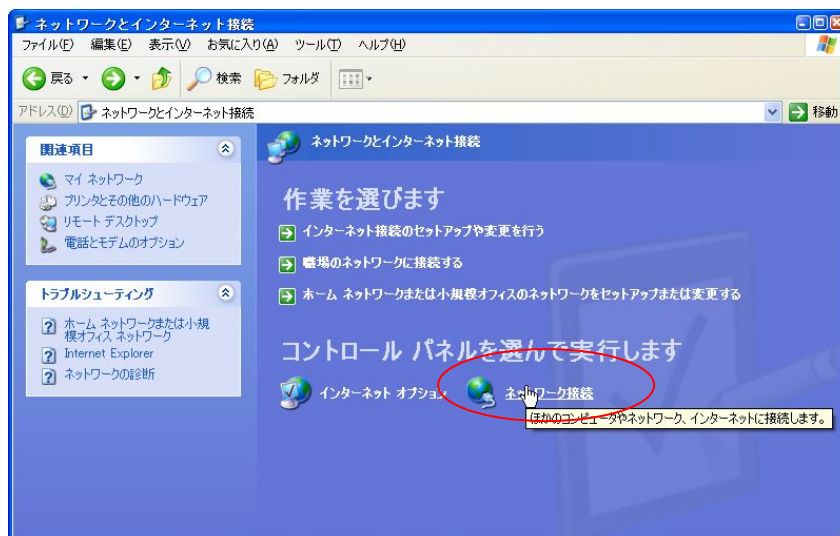 ネットワークとインターネット接続
ファイル(F) 編集(E) 表示(V) お気に入り(A) ツール(T) ヘルプ(H)
戻る 検索 フォルダ
アドレス(D) ネットワークとインターネット接続 移動
関連項目
マイ ネットワーク
プリンタとその他のハードウェア
リモート デスクトップ
電話とモデムのオプション
トラブルシューティング
ホーム ネットワークまたは小規
模オフィス ネットワーク
Internet Explorer
ネットワークの診断
ネットワークとインターネット接続
作業を選びます
インターネット接続のセットアップや変更を行う
職場のネットワークに接続する
ホーム ネットワークまたは小規模オフィスのネットワークをセットアップまたは変更する
コントロール パネルを選んで実行します
インターネット オプション
ネットワーク接続
ほかのコンピュータやネットワーク、インターネットに接続します。